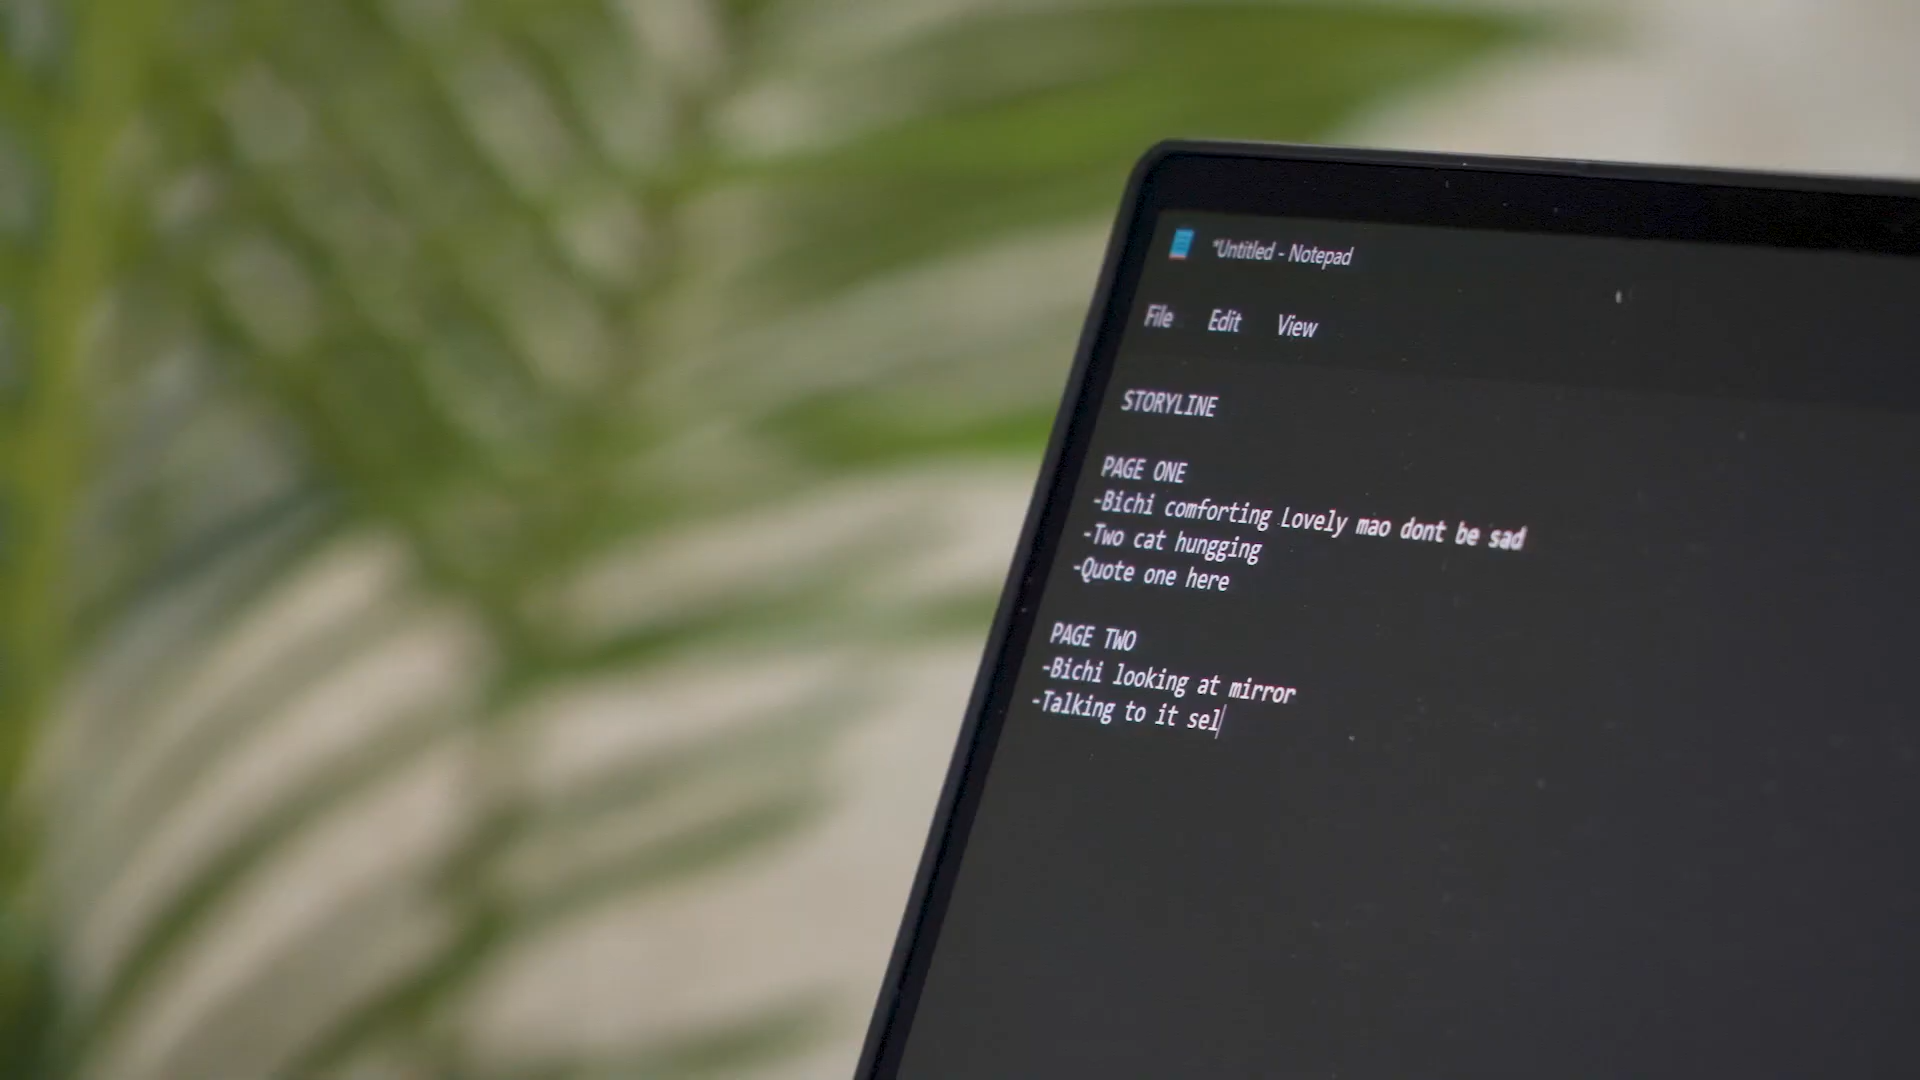 *Untitled - Notepad
File Edit View
STORYLINE
PAGE ONE
-Bichi comforting Lovely mao dont be sad
-Two cat hungging
-Quote one here
PAGE TWO
-Bichi looking at mirror
-Talking to it sel